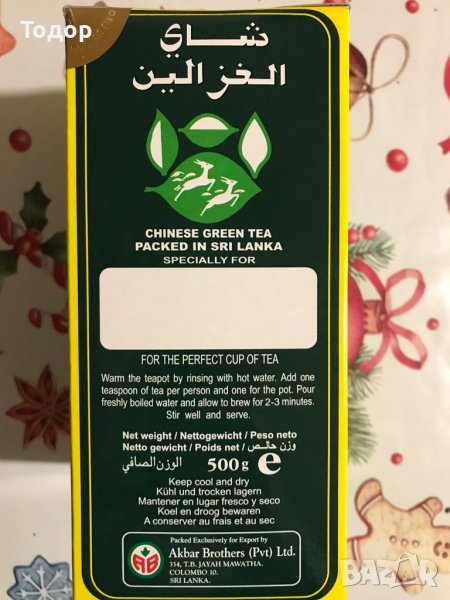 Todor
شاي
الغزالين
CHINESE GREEN TEA
PACKED IN SRI LANKA
SPECIALLY FOR
FOR THE PERFECT CUP OF TEA
Warm the teapot by rinsing with hot water. Add one
teaspoon of tea per person and one for the pot. Pour
freshly boiled water and allow to brew for 2-3 minutes.
Stir well and serve.
Net weight / Nettogewicht / Peso neto
Netto gewicht / Poids net / وزن خالص
الوزن الصافي 500g e
Keep cool and dry
Kühl und trocken lagern
Mantener en lugar fresco y seco
Koel en droog bewaren
A conserver au frais et au sec
Packed Exclusively for Export by
AB
Akbar Brothers (Pvt) Ltd.
334, T.B. JAYAH MAWATHA.
COLOMBO 10.
SRI LANKA.
BAZAR